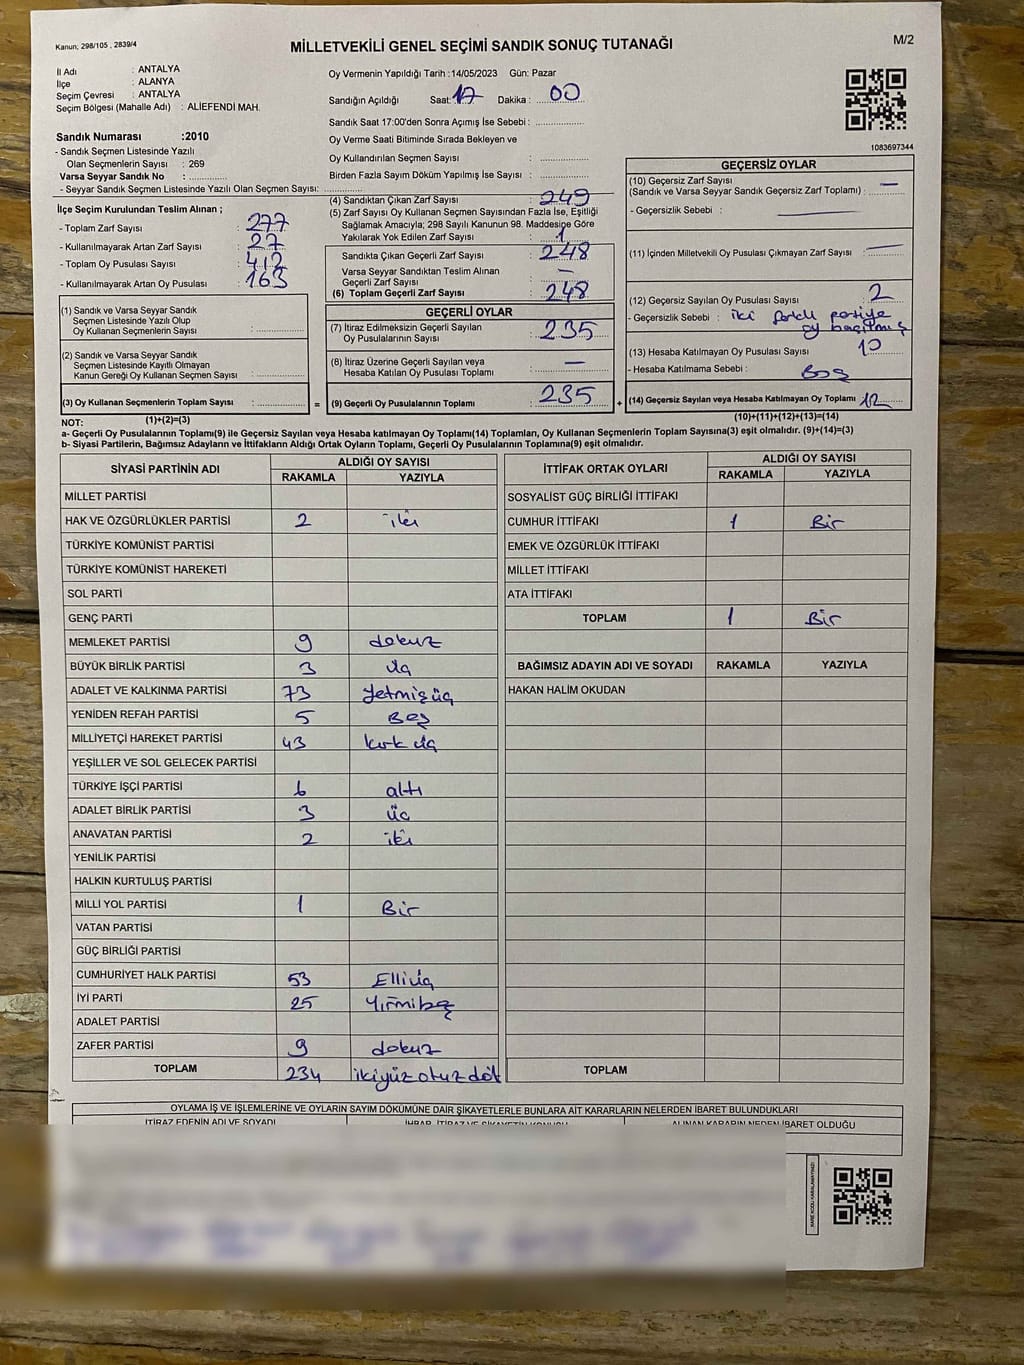 Kanun; 298/105 , 2839/4
MİLLETVEKİLİ GENEL SEÇİMİ SANDIK SONUÇ TUTANAĞI
M/2
İl Adı : ANTALYA
İlçe : ALANYA
Seçim Çevresi : ANTALYA
Seçim Bölgesi (Mahalle Adı) : ALİEFENDİ MAH.
Sandık Numarası :2010
- Sandık Seçmen Listesinde Yazılı
Olan Seçmenlerin Sayısı : 269
Varsa Seyyar Sandık No : ............
- Seyyar Sandık Seçmen Listesinde Yazılı Olan Seçmen Sayısı: ............
Oy Vermenin Yapıldığı Tarih :14/05/2023 Gün: Pazar
Sandığın Açıldığı Saat: 17 Dakika : 00
Sandık Saat 17:00'den Sonra Açımış İse Sebebi : ............
Oy Verme Saati Bitiminde Sırada Bekleyen ve
Oy Kullandırılan Seçmen Sayısı : ............
Birden Fazla Sayım Döküm Yapılmış İse Sayısı : ............
1083697344
İlçe Seçim Kurulundan Teslim Alınan ;
- Toplam Zarf Sayısı : 277
- Kullanılmayarak Artan Zarf Sayısı : 27
- Toplam Oy Pusulası Sayısı : 412
- Kullanılmayarak Artan Oy Pusulası : 163
(1) Sandık ve Varsa Seyyar Sandık
Seçmen Listesinde Yazılı Olup
Oy Kullanan Seçmenlerin Sayısı : ............
(2) Sandık ve Varsa Seyyar Sandık
Seçmen Listesinde Kayıtlı Olmayan
Kanun Gereği Oy Kullanan Seçmen Sayısı : ............
(3) Oy Kullanan Seçmenlerin Toplam Sayısı : ............ =
(1)+(2)=(3)
(4) Sandıktan Çıkan Zarf Sayısı : 249
(5) Zarf Sayısı Oy Kullanan Seçmen Sayısından Fazla İse, Eşitliği
Sağlamak Amacıyla; 298 Sayılı Kanunun 98. Maddesine Göre
Yakılarak Yok Edilen Zarf Sayısı : 1
Sandıkta Çıkan Geçerli Zarf Sayısı : 248
Varsa Seyyar Sandıktan Teslim Alınan
Geçerli Zarf Sayısı : —
(6) Toplam Geçerli Zarf Sayısı : 248
GEÇERLİ OYLAR
(7) İtiraz Edilmeksizin Geçerli Sayılan
Oy Pusulalarının Sayısı : 235
(8) İtiraz Üzerine Geçerli Sayılan veya
Hesaba Katılan Oy Pusulası Toplamı : —
(9) Geçerli Oy Pusulalarının Toplamı : 235 +
GEÇERSİZ OYLAR
(10) Geçersiz Zarf Sayısı
(Sandık ve Varsa Seyyar Sandık Geçersiz Zarf Toplamı) : —
- Geçersizlik Sebebi : —
(11) İçinden Milletvekili Oy Pusulası Çıkmayan Zarf Sayısı : —
(12) Geçersiz Sayılan Oy Pusulası Sayısı : 2
- Geçersizlik Sebebi : iki farklı partiye
oy basılmış
(13) Hesaba Katılmayan Oy Pusulası Sayısı : 10
- Hesaba Katılmama Sebebi : Boş
(14) Geçersiz Sayılan veya Hesaba Katılmayan Oy Toplamı : 12
(10)+(11)+(12)+(13)=(14)
NOT:
a- Geçerli Oy Pusulalarının Toplamı(9) ile Geçersiz Sayılan veya Hesaba katılmayan Oy Toplamı(14) Toplamları, Oy Kullanan Seçmenlerin Toplam Sayısına(3) eşit olmalıdır. (9)+(14)=(3)
b- Siyasi Partilerin, Bağımsız Adayların ve İttifakların Aldığı Ortak Oyların Toplamı, Geçerli Oy Pusulalarının Toplamına(9) eşit olmalıdır.
SİYASİ PARTİNİN ADI ALDIĞI OY SAYISI
RAKAMLA YAZIYLA
MİLLET PARTİSİ
HAK VE ÖZGÜRLÜKLER PARTİSİ 2 iki
TÜRKİYE KOMÜNİST PARTİSİ
TÜRKİYE KOMÜNİST HAREKETİ
SOL PARTİ
GENÇ PARTİ
MEMLEKET PARTİSİ 9 dokuz
BÜYÜK BİRLİK PARTİSİ 3 üç
ADALET VE KALKINMA PARTİSİ 73 Yetmişüç
YENİDEN REFAH PARTİSİ 5 Beş
MİLLİYETÇİ HAREKET PARTİSİ 43 kırk üç
YEŞİLLER VE SOL GELECEK PARTİSİ
TÜRKİYE İŞÇİ PARTİSİ 6 altı
ADALET BİRLİK PARTİSİ 3 üç
ANAVATAN PARTİSİ 2 iki
YENİLİK PARTİSİ
HALKIN KURTULUŞ PARTİSİ
MİLLİ YOL PARTİSİ 1 Bir
VATAN PARTİSİ
GÜÇ BİRLİĞİ PARTİSİ
CUMHURİYET HALK PARTİSİ 53 Elliüç
İYİ PARTİ 25 Yirmibeş
ADALET PARTİSİ
ZAFER PARTİSİ 9 dokuz
TOPLAM 234 ikiyüz otuz döt
İTTİFAK ORTAK OYLARI ALDIĞI OY SAYISI
RAKAMLA YAZIYLA
SOSYALİST GÜÇ BİRLİĞİ İTTİFAKI
CUMHUR İTTİFAKI 1 Bir
EMEK VE ÖZGÜRLÜK İTTİFAKI
MİLLET İTTİFAKI
ATA İTTİFAKI
TOPLAM 1 Bir
BAĞIMSIZ ADAYIN ADI VE SOYADI RAKAMLA YAZIYLA
HAKAN HALİM OKUDAN
TOPLAM
OYLAMA İŞ VE İŞLEMLERİNE VE OYLARIN SAYIM DÖKÜMÜNE DAİR ŞİKAYETLERLE BUNLARA AİT KARARLARIN NELERDEN İBARET BULUNDUKLARI
İTİRAZ EDENİN ADI VE SOYADI İHBAR, İTİRAZ VE ŞİKAYETİN KONUSU ALINAN KARARIN NEDEN İBARET OLDUĞU
KARE KODU KARALAMAYINIZ!